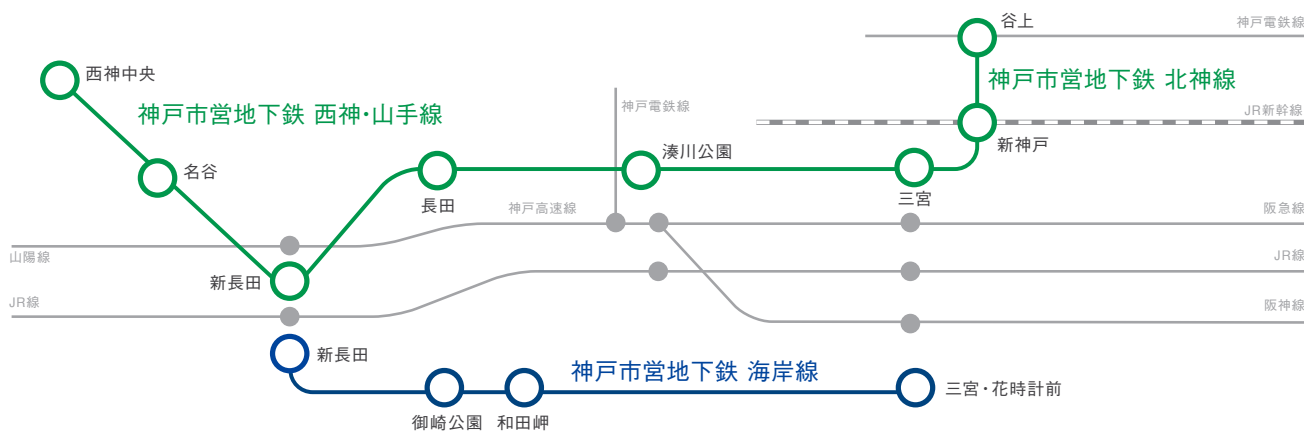 谷上
神戸電鉄線
西神中央
神戸市営地下鉄 北神線
神戸市営地下鉄 西神・山手線
神戸電鉄線
JR新幹線
新神戸
湊川公園
名谷
三宮
長田
神戸高速線
阪急線
山陽線
JR線
新長田
JR線
阪神線
新長田
神戸市営地下鉄 海岸線
三宮・花時計前
御崎公園
和田岬